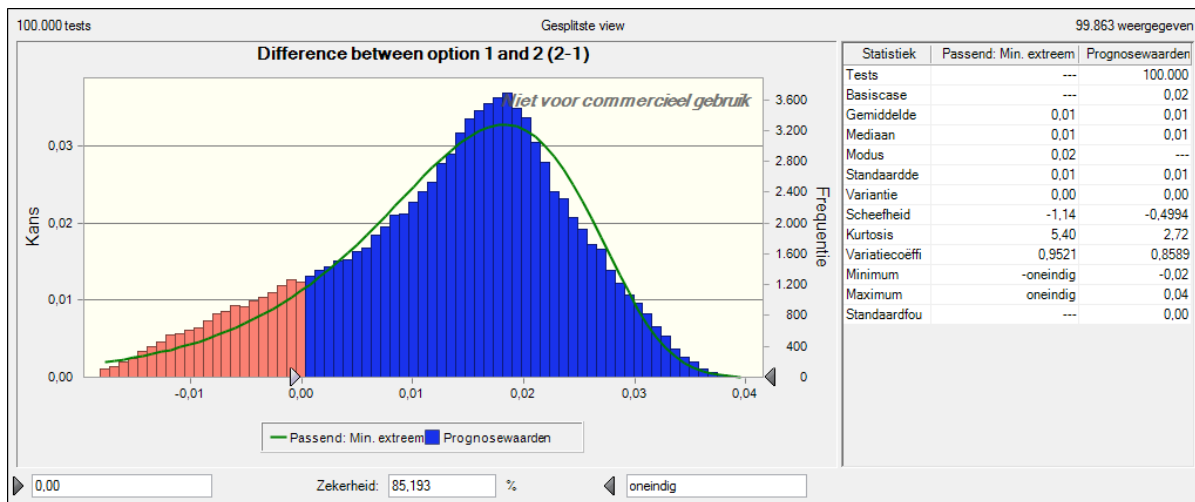 100.000 tests Gesplitste view 99.863 weergegeven
Difference between option 1 and 2 (2-1)
Niet voor commercieel gebruik
Kans
0,03
0,02
0,01
0,00
Frequentie
3.600
3.200
2.800
2.400
2.000
1.600
1.200
800
400
0
-0,01 0,00 0,01 0,02 0,03 0,04
Passend: Min. extreem Prognosewaarden
Statistiek Passend: Min. extreem Prognosewaarden
Tests --- 100.000
Basiscase --- 0,02
Gemiddelde 0,01 0,01
Mediaan 0,01 0,01
Modus 0,02 ---
Standaardde 0,01 0,01
Variantie 0,00 0,00
Scheefheid -1,14 -0,4994
Kurtosis 5,40 2,72
Variatiecoëffi 0,9521 0,8589
Minimum -oneindig -0,02
Maximum oneindig 0,04
Standaardfou --- 0,00
0,00 Zekerheid: 85,193 % oneindig